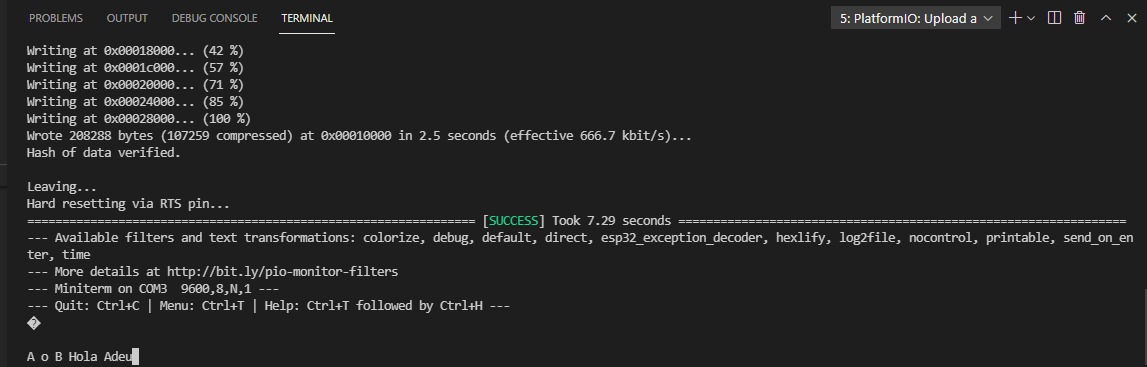 PROBLEMS OUTPUT DEBUG CONSOLE TERMINAL 5: PlatformIO: Upload a
Writing at 0x00018000... (42 %)
Writing at 0x0001c000... (57 %)
Writing at 0x00020000... (71 %)
Writing at 0x00024000... (85 %)
Writing at 0x00028000... (100 %)
Wrote 208288 bytes (107259 compressed) at 0x00010000 in 2.5 seconds (effective 666.7 kbit/s)...
Hash of data verified.
Leaving...
Hard resetting via RTS pin...
================================================================ [SUCCESS] Took 7.29 seconds ================================================================
--- Available filters and text transformations: colorize, debug, default, direct, esp32_exception_decoder, hexlify, log2file, nocontrol, printable, send_on_en
ter, time
--- More details at http://bit.ly/pio-monitor-filters
--- Miniterm on COM3  9600,8,N,1 ---
--- Quit: Ctrl+C | Menu: Ctrl+T | Help: Ctrl+T followed by Ctrl+H ---
�
A o B Hola Adeu